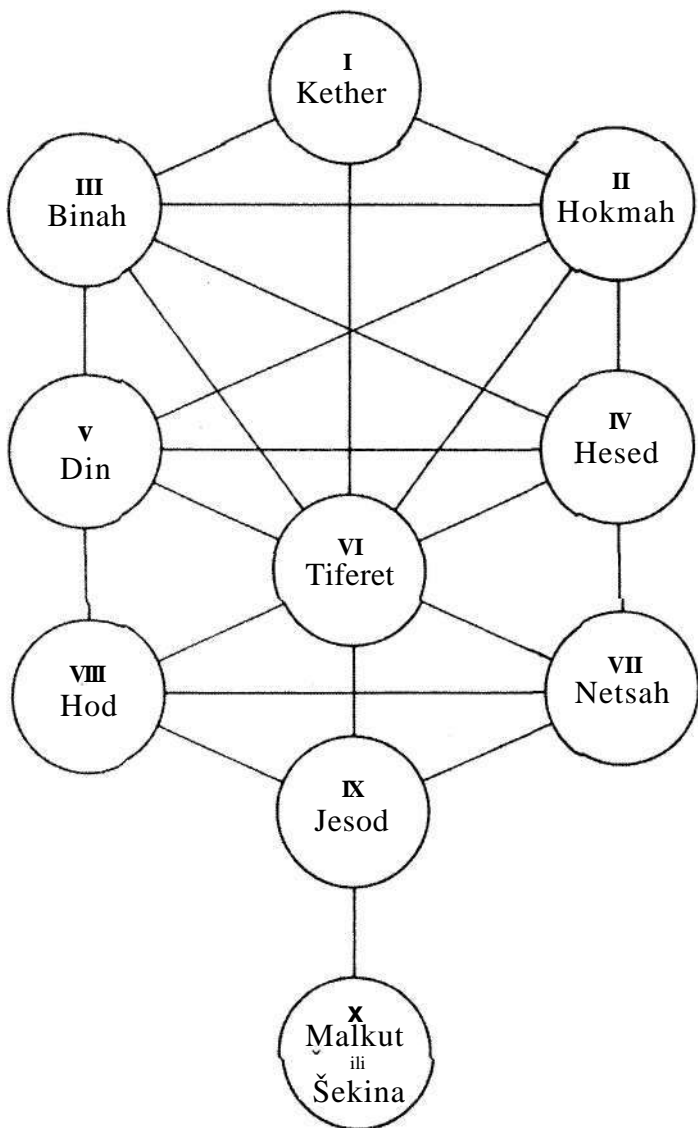 I
Kether
III
Binah
II
Hokmah
V
Din
IV
Hesed
VI
Tiferet
VIII
Hod
VII
Netsah
IX
Jesod
X
Malkut
ili
Šekina